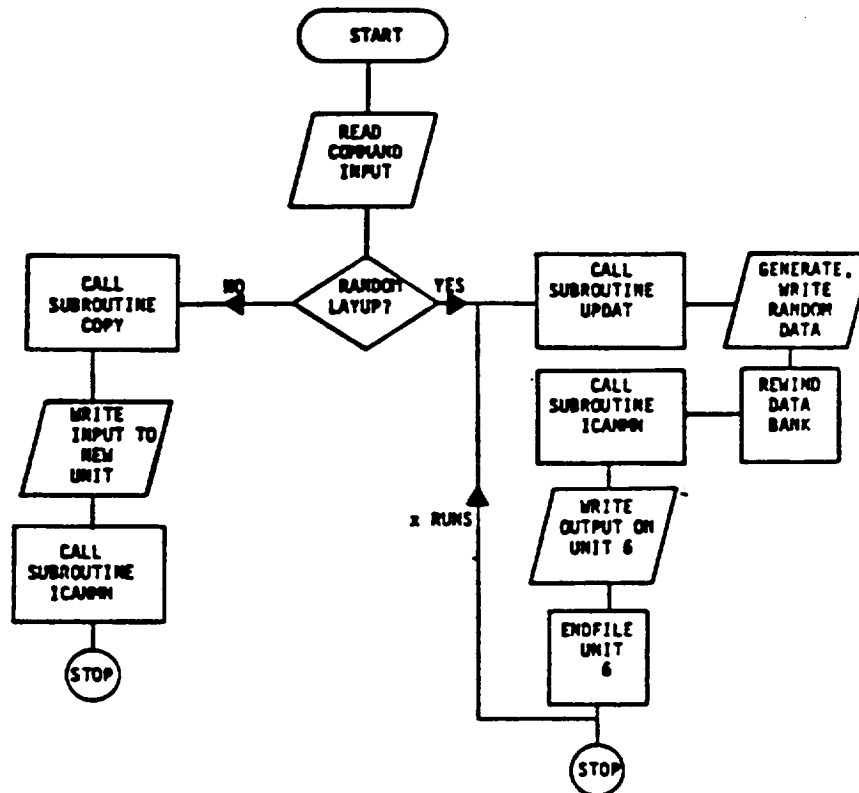 START
READ
COMMAND
INPUT
RANDOM
LAYUP?
NO
YES
CALL
SUBROUTINE
COPY
WRITE
INPUT TO
NEW
UNIT
CALL
SUBROUTINE
ICANMN
STOP
CALL
SUBROUTINE
UPDAT
GENERATE,
WRITE
RANDOM
DATA
REWIND
DATA
BANK
CALL
SUBROUTINE
ICANMN
WRITE
OUTPUT ON
UNIT 6
x RUNS
ENDFILE
UNIT
6
STOP